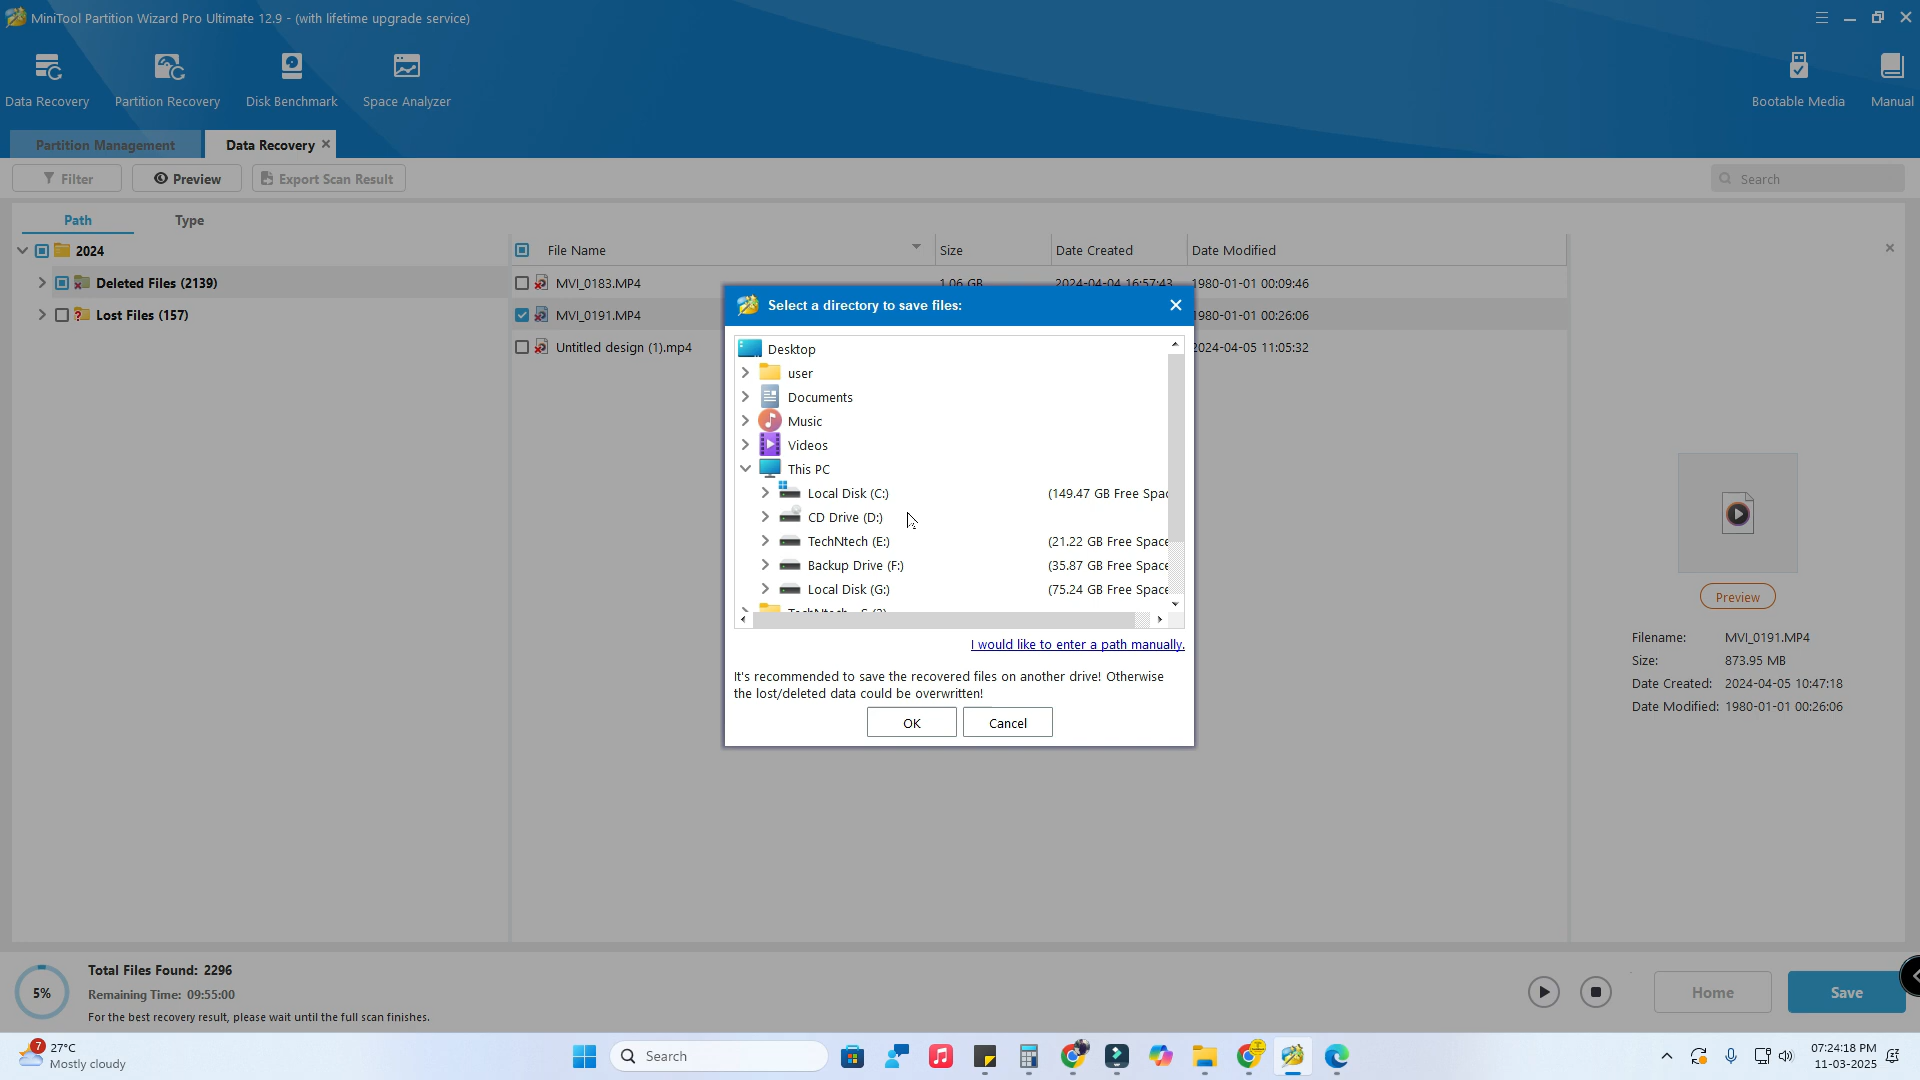 MiniTool Partition Wizard Pro Ultimate 12.9 - (with lifetime upgrade service)
Data Recovery
Partition Recovery
Disk Benchmark
Space Analyzer
Bootable Media
Manual
Partition Management
Data Recovery
Filter
Preview
Export Scan Result
Search
Path
Type
2024
Deleted Files (2139)
Lost Files (157)
File Name
Size
Date Created
Date Modified
MVI_0183.MP4
1.06 GB
2024-04-04 16:57:43
1980-01-01 00:09:46
MVI_0191.MP4
1980-01-01 00:26:06
Untitled design (1).mp4
2024-04-05 11:05:32
Select a directory to save files:
Desktop
user
Documents
Music
Videos
This PC
Local Disk (C:)
(149.47 GB Free Spac
CD Drive (D:)
TechNtech (E:)
(21.22 GB Free Space
Backup Drive (F:)
(35.87 GB Free Space
Local Disk (G:)
(75.24 GB Free Space
I would like to enter a path manually.
It's recommended to save the recovered files on another drive! Otherwise
the lost/deleted data could be overwritten!
OK
Cancel
Preview
Filename: MVI_0191.MP4
Size: 873.95 MB
Date Created: 2024-04-05 10:47:18
Date Modified: 1980-01-01 00:26:06
5%
Total Files Found: 2296
Remaining Time: 09:55:00
For the best recovery result, please wait until the full scan finishes.
Home
Save
7
27°C
Mostly cloudy
Search
07:24:18 PM
11-03-2025